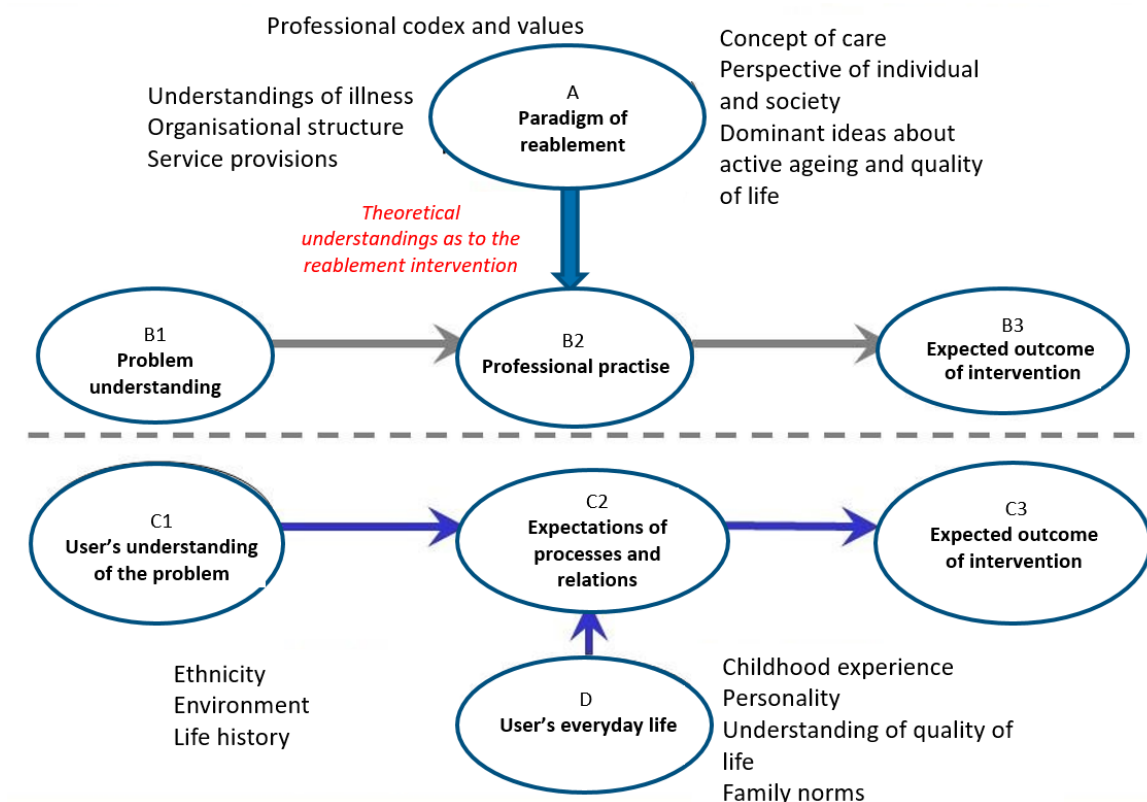 Professional codex and values
Understandings of illness
Organisational structure
Service provisions
A
Paradigm of
reablement
Concept of care
Perspective of individual
and society
Dominant ideas about
active ageing and quality
of life
Theoretical
understandings as to the
reablement intervention
B1
Problem
understanding
B2
Professional practise
B3
Expected outcome
of intervention
C1
User's understanding
of the problem
C2
Expectations of
processes and
relations
C3
Expected outcome
of intervention
Ethnicity
Environment
Life history
D
User's everyday life
Childhood experience
Personality
Understanding of quality of
life
Family norms